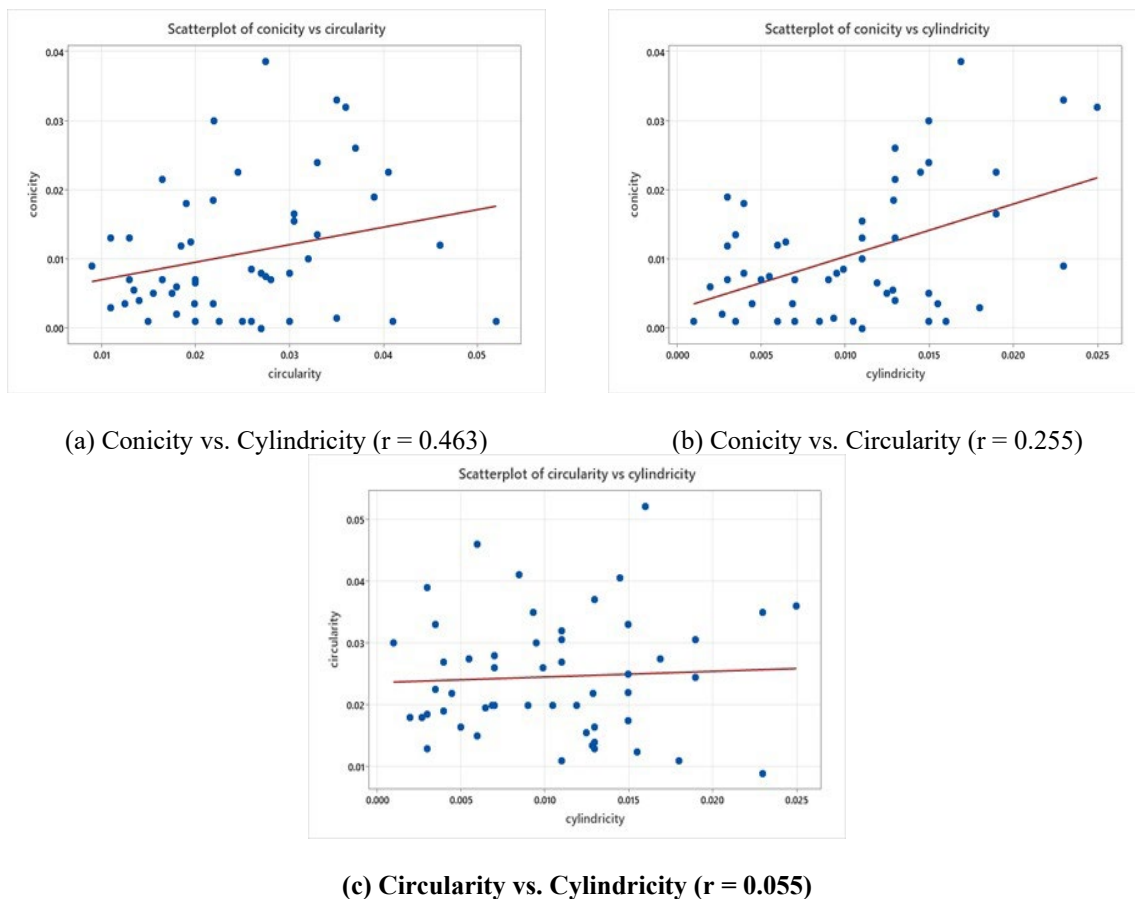 Scatterplot of conicity vs circularity
0.04
0.03
0.02
0.01
0.00
conicity
0.01 0.02 0.03 0.04 0.05
circularity
Scatterplot of conicity vs cylindricity
0.04
0.03
0.02
0.01
0.00
conicity
0.000 0.005 0.010 0.015 0.020 0.025
cylindricity
(a) Conicity vs. Cylindricity (r = 0.463)
(b) Conicity vs. Circularity (r = 0.255)
Scatterplot of circularity vs cylindricity
0.05
0.04
0.03
0.02
0.01
circularity
0.000 0.005 0.010 0.015 0.020 0.025
cylindricity
(c) Circularity vs. Cylindricity (r = 0.055)